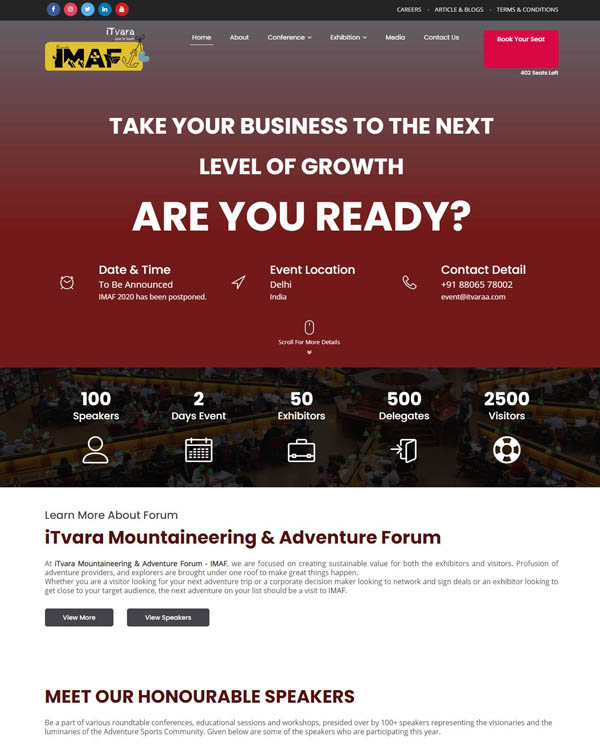 CAREERS · ARTICLE & BLOGS · TERMS & CONDITIONS
iTvara
IMAF
Home About Conference Exhibition Media Contact Us
Book Your Seat
402 Seats Left
TAKE YOUR BUSINESS TO THE NEXT
LEVEL OF GROWTH
ARE YOU READY?
Date & Time
To Be Announced
IMAF 2020 has been postponed.
Event Location
Delhi
India
Contact Detail
+91 88065 78002
event@itvaraa.com
Scroll For More Details
100
Speakers
2
Days Event
50
Exhibitors
500
Delegates
2500
Visitors
Learn More About Forum
iTvara Mountaineering & Adventure Forum
At iTvara Mountaineering & Adventure Forum - IMAF, we are focused on creating sustainable value for both the exhibitors and visitors. Profusion of
adventure providers, and explorers are brought under one roof to make great things happen.
Whether you are a visitor looking for your next adventure trip or a corporate decision maker looking to network and sign deals or an exhibitor looking to
get close to your target audience, the next adventure on your list should be a visit to IMAF.
View More
View Speakers
MEET OUR HONOURABLE SPEAKERS
Be a part of various roundtable conferences, educational sessions and workshops, presided over by 100+ speakers representing the visionaries and the
luminaries of the Adventure Sports Community. Given below are some of the speakers who are participating this year.